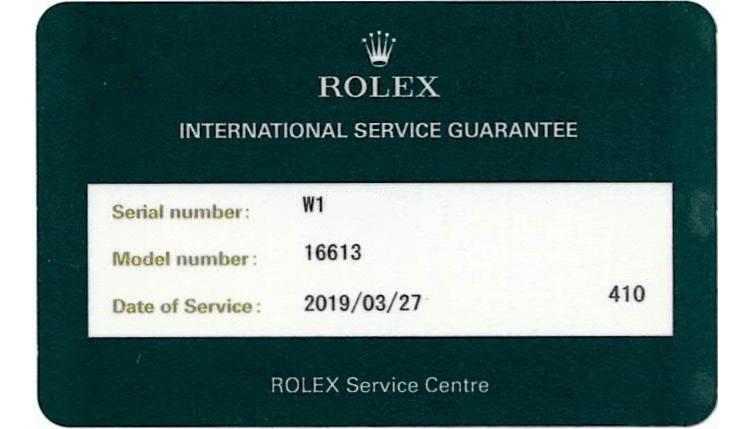 ROLEX
INTERNATIONAL SERVICE GUARANTEE
Serial number: W1
Model number: 16613
Date of Service: 2019/03/27 410
ROLEX Service Centre